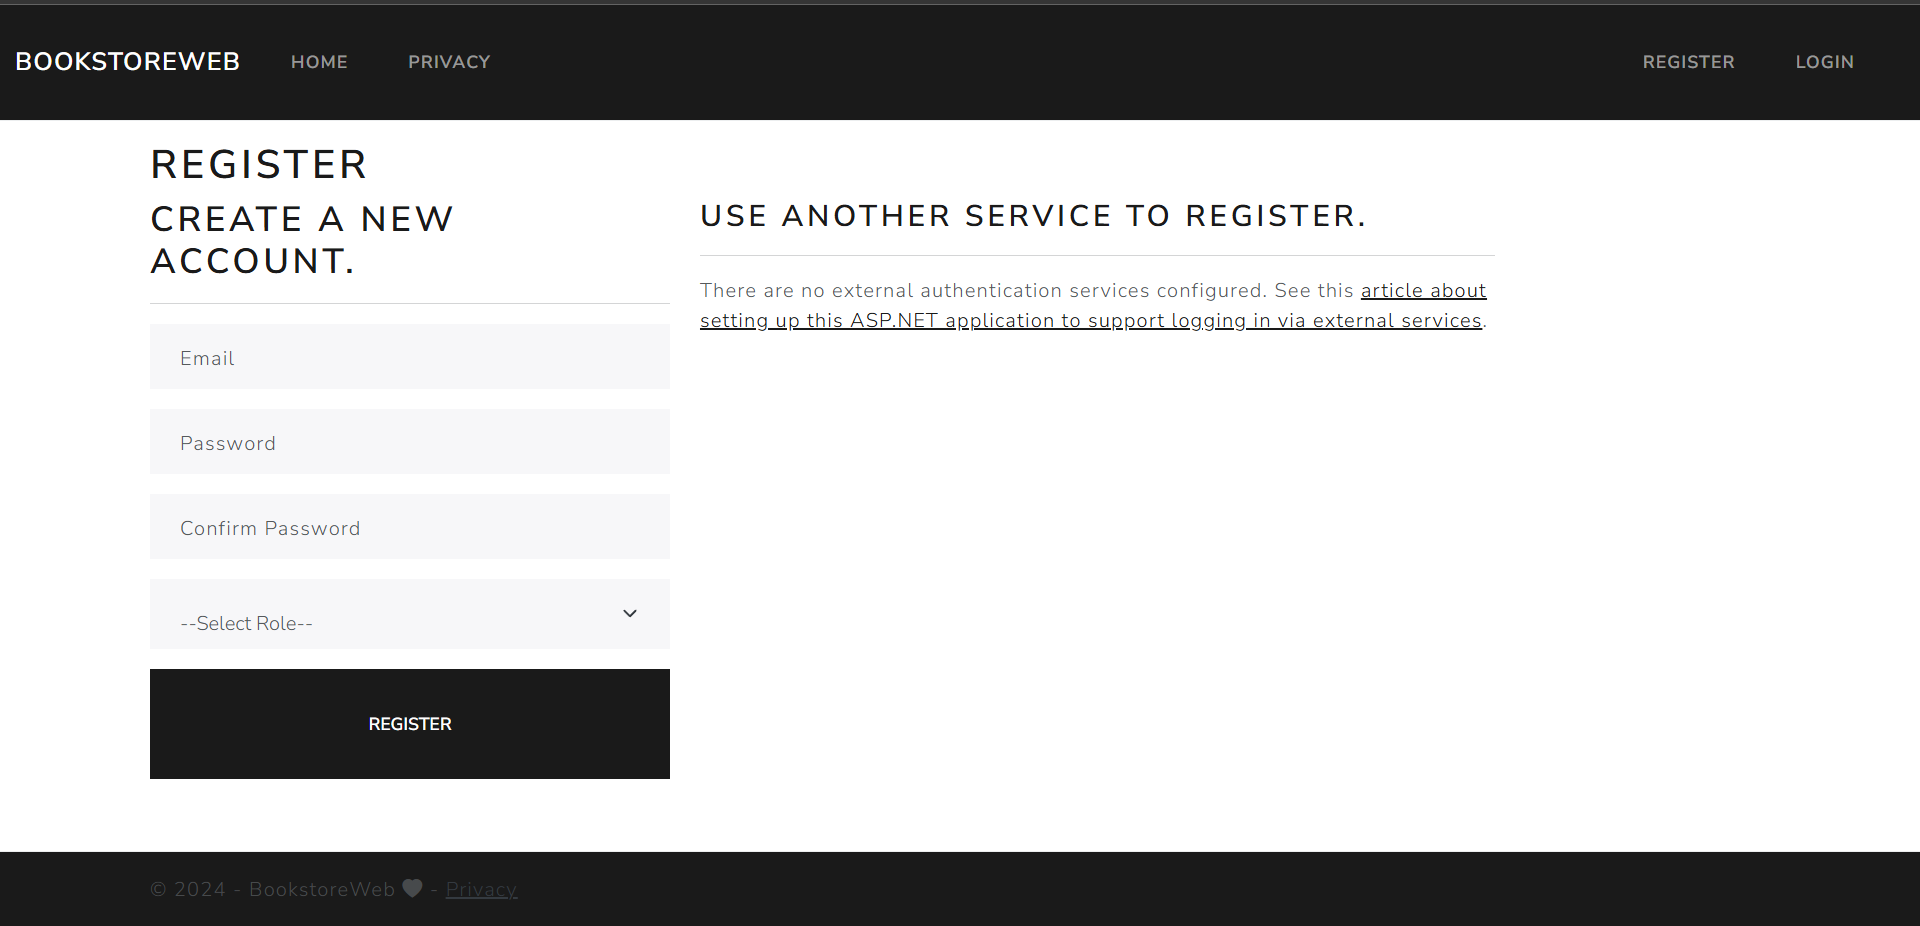 BOOKSTOREWEB HOME PRIVACY REGISTER LOGIN
REGISTER
CREATE A NEW
ACCOUNT.
Email
Password
Confirm Password
--Select Role--
REGISTER
USE ANOTHER SERVICE TO REGISTER.
There are no external authentication services configured. See this article about
setting up this ASP.NET application to support logging in via external services.
© 2024 - BookstoreWeb - Privacy